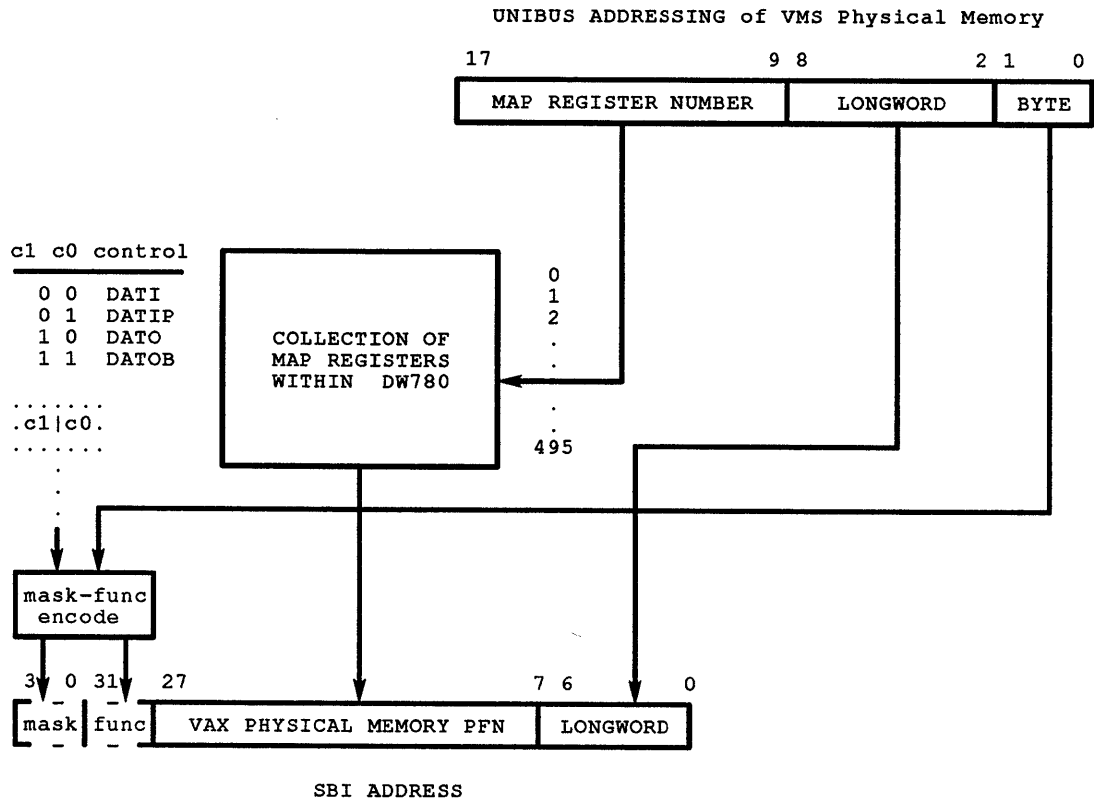 UNIBUS ADDRESSING of VMS Physical Memory
17 9 8 2 1 0
MAP REGISTER NUMBER LONGWORD BYTE
c1 c0 control
0 0 DATI
0 1 DATIP
1 0 DATO
1 1 DATOB
.......
.c1|c0.
.......
.
.
.
COLLECTION OF
MAP REGISTERS
WITHIN DW780
0
1
2
.
.
.
.
.
495
mask-func
encode
3 0 31 27 7 6 0
mask func VAX PHYSICAL MEMORY PFN LONGWORD
SBI ADDRESS